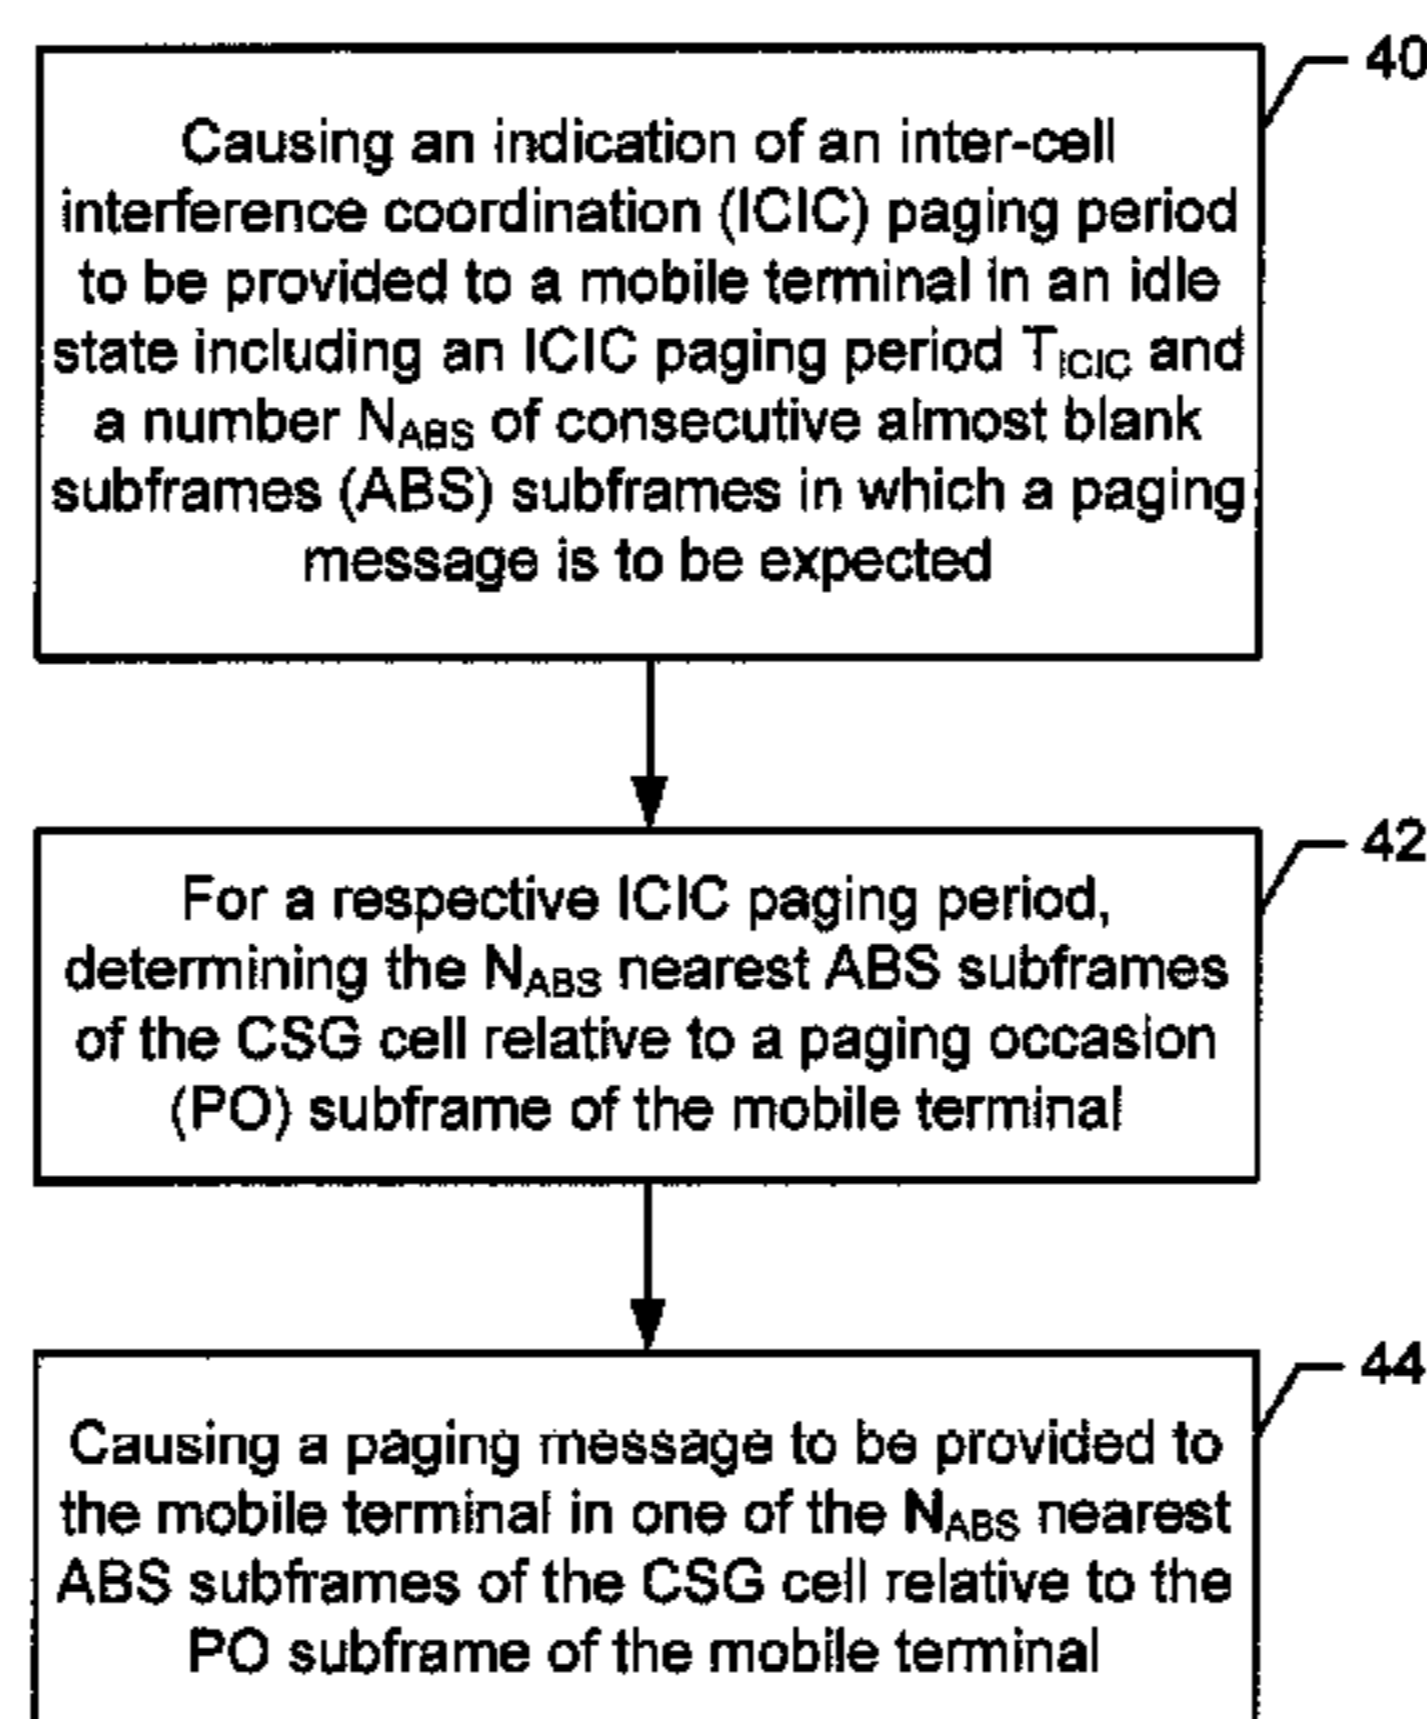 40
Causing an indication of an inter-cell
interference coordination (ICIC) paging period
to be provided to a mobile terminal in an idle
state including an ICIC paging period TICIC and
a number NABS of consecutive almost blank
subframes (ABS) subframes in which a paging
message is to be expected
42
For a respective ICIC paging period,
determining the NABS nearest ABS subframes
of the CSG cell relative to a paging occasion
(PO) subframe of the mobile terminal
44
Causing a paging message to be provided to
the mobile terminal in one of the NABS nearest
ABS subframes of the CSG cell relative to the
PO subframe of the mobile terminal